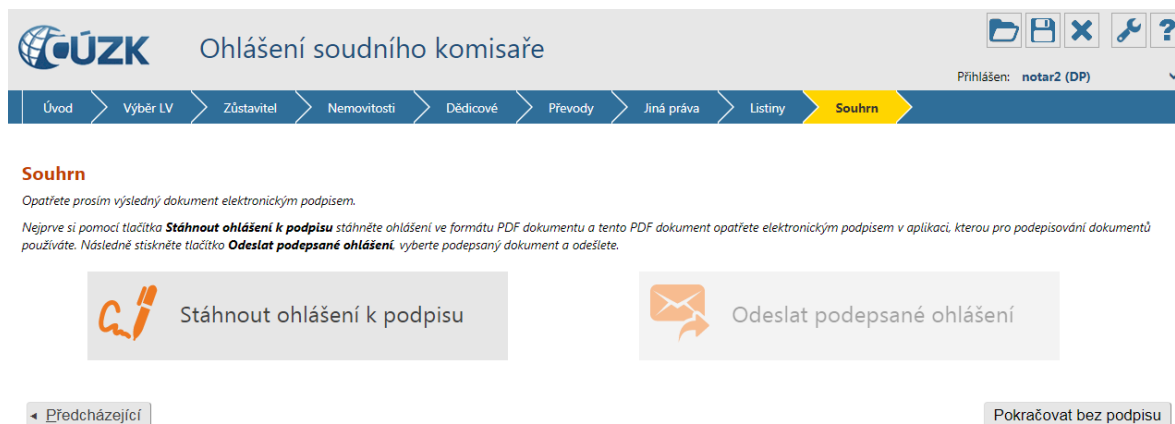 ČÚZK Ohlášení soudního komisaře ?
Přihlášen: notar2 (DP)
Úvod Výběr LV Zůstavitel Nemovitosti Dědicové Převody Jiná práva Listiny Souhrn
Souhrn
Opatřete prosím výsledný dokument elektronickým podpisem.
Nejprve si pomocí tlačítka Stáhnout ohlášení k podpisu stáhněte ohlášení ve formátu PDF dokumentu a tento PDF dokument opatřete elektronickým podpisem v aplikaci, kterou pro podepisování dokumentů
používáte. Následně stiskněte tlačítko Odeslat podepsané ohlášení, vyberte podepsaný dokument a odešlete.
Stáhnout ohlášení k podpisu Odeslat podepsané ohlášení
Předcházející Pokračovat bez podpisu